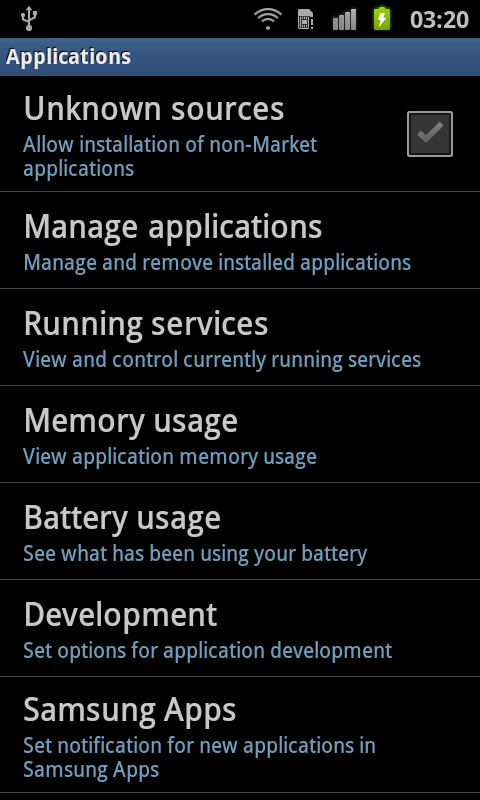 03:20
Applications
Unknown sources
Allow installation of non-Market
applications
Manage applications
Manage and remove installed applications
Running services
View and control currently running services
Memory usage
View application memory usage
Battery usage
See what has been using your battery
Development
Set options for application development
Samsung Apps
Set notification for new applications in
Samsung Apps